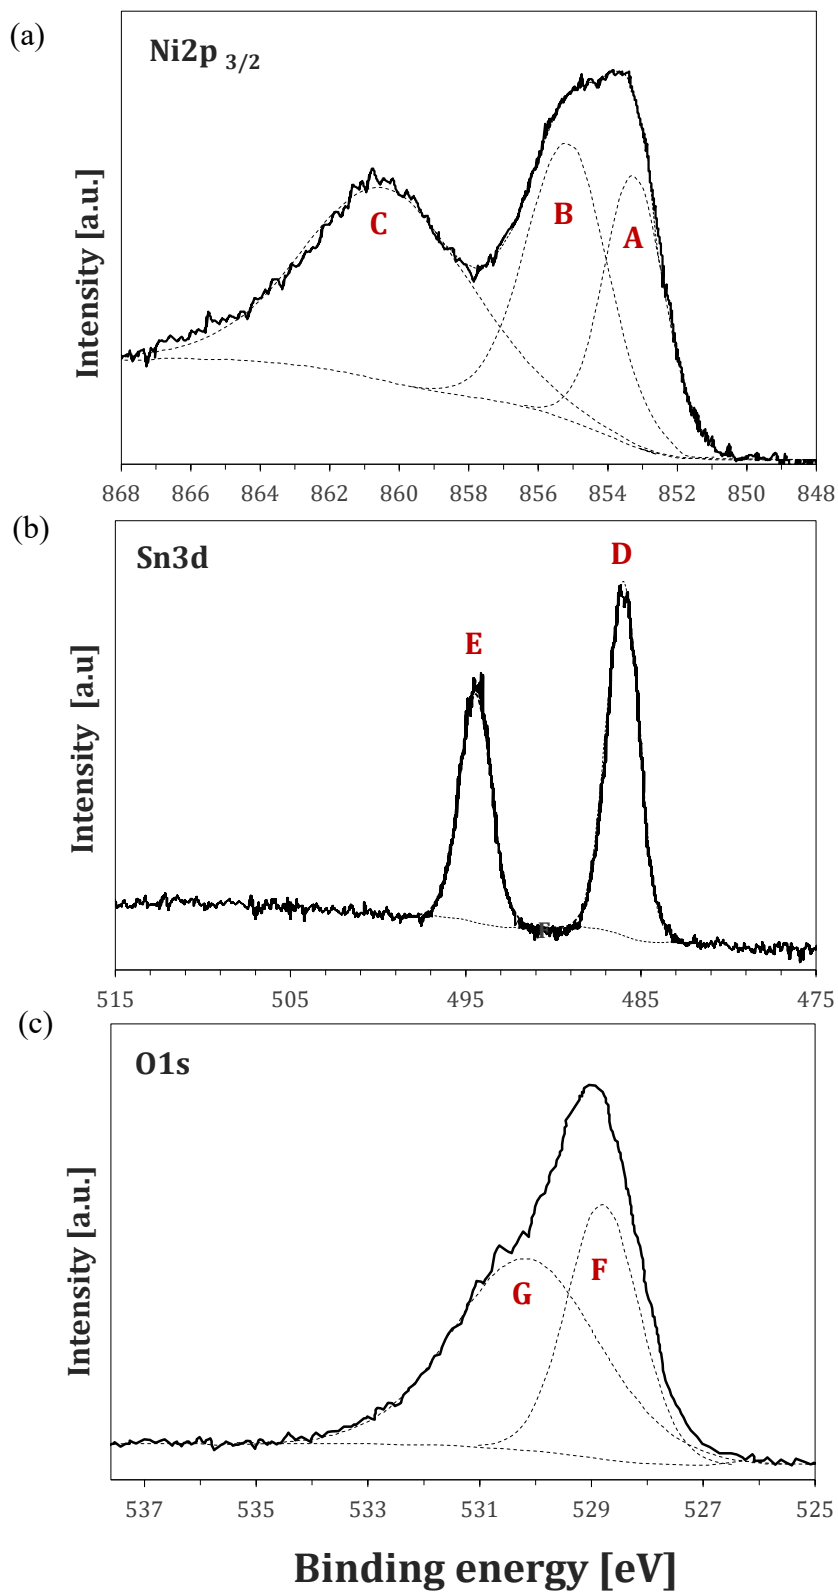 (a)
Ni2p 3/2
C
B
A
Intensity [a.u.]
868 866 864 862 860 858 856 854 852 850 848
(b)
Sn3d
D
E
Intensity [a.u]
515 505 495 485 475
(c)
O1s
F
G
Intensity [a.u.]
537 535 533 531 529 527 525
Binding energy [eV]